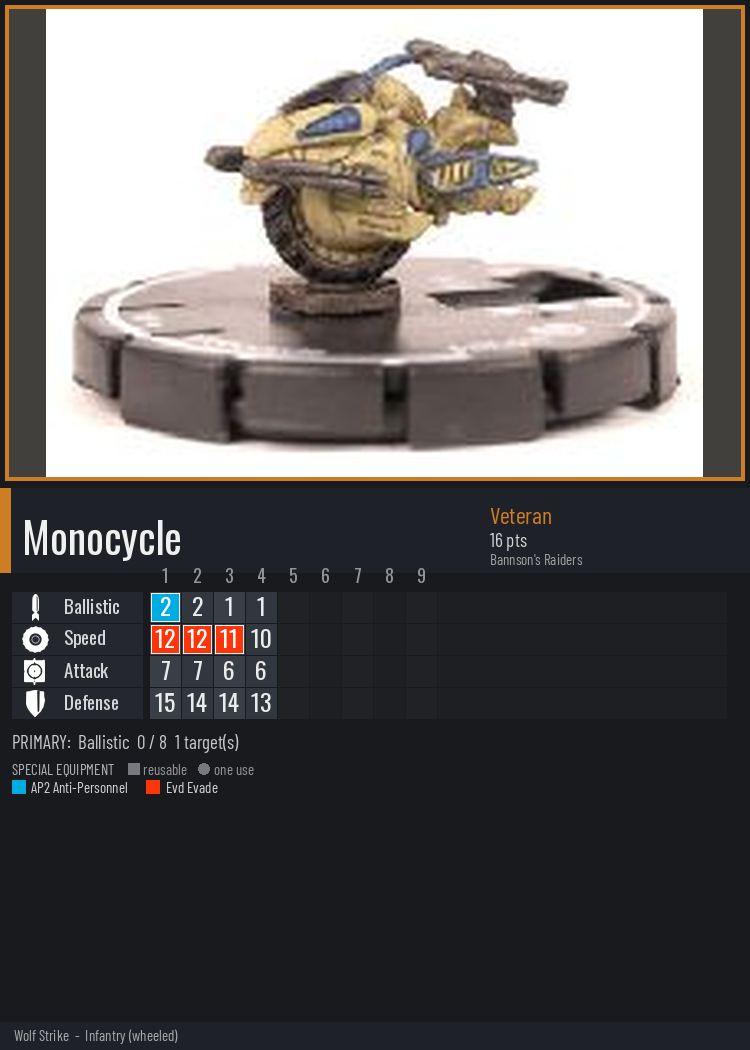 Monocycle
Veteran
16 pts
Bannson's Raiders
1 2 3 4 5 6 7 8 9
Ballistic 2 2 1 1
Speed 12 12 11 10
Attack 7 7 6 6
Defense 15 14 14 13
PRIMARY: Ballistic 0 / 8 1 target(s)
SPECIAL EQUIPMENT reusable one use
AP2 Anti-Personnel Evd Evade
Wolf Strike - Infantry (wheeled)